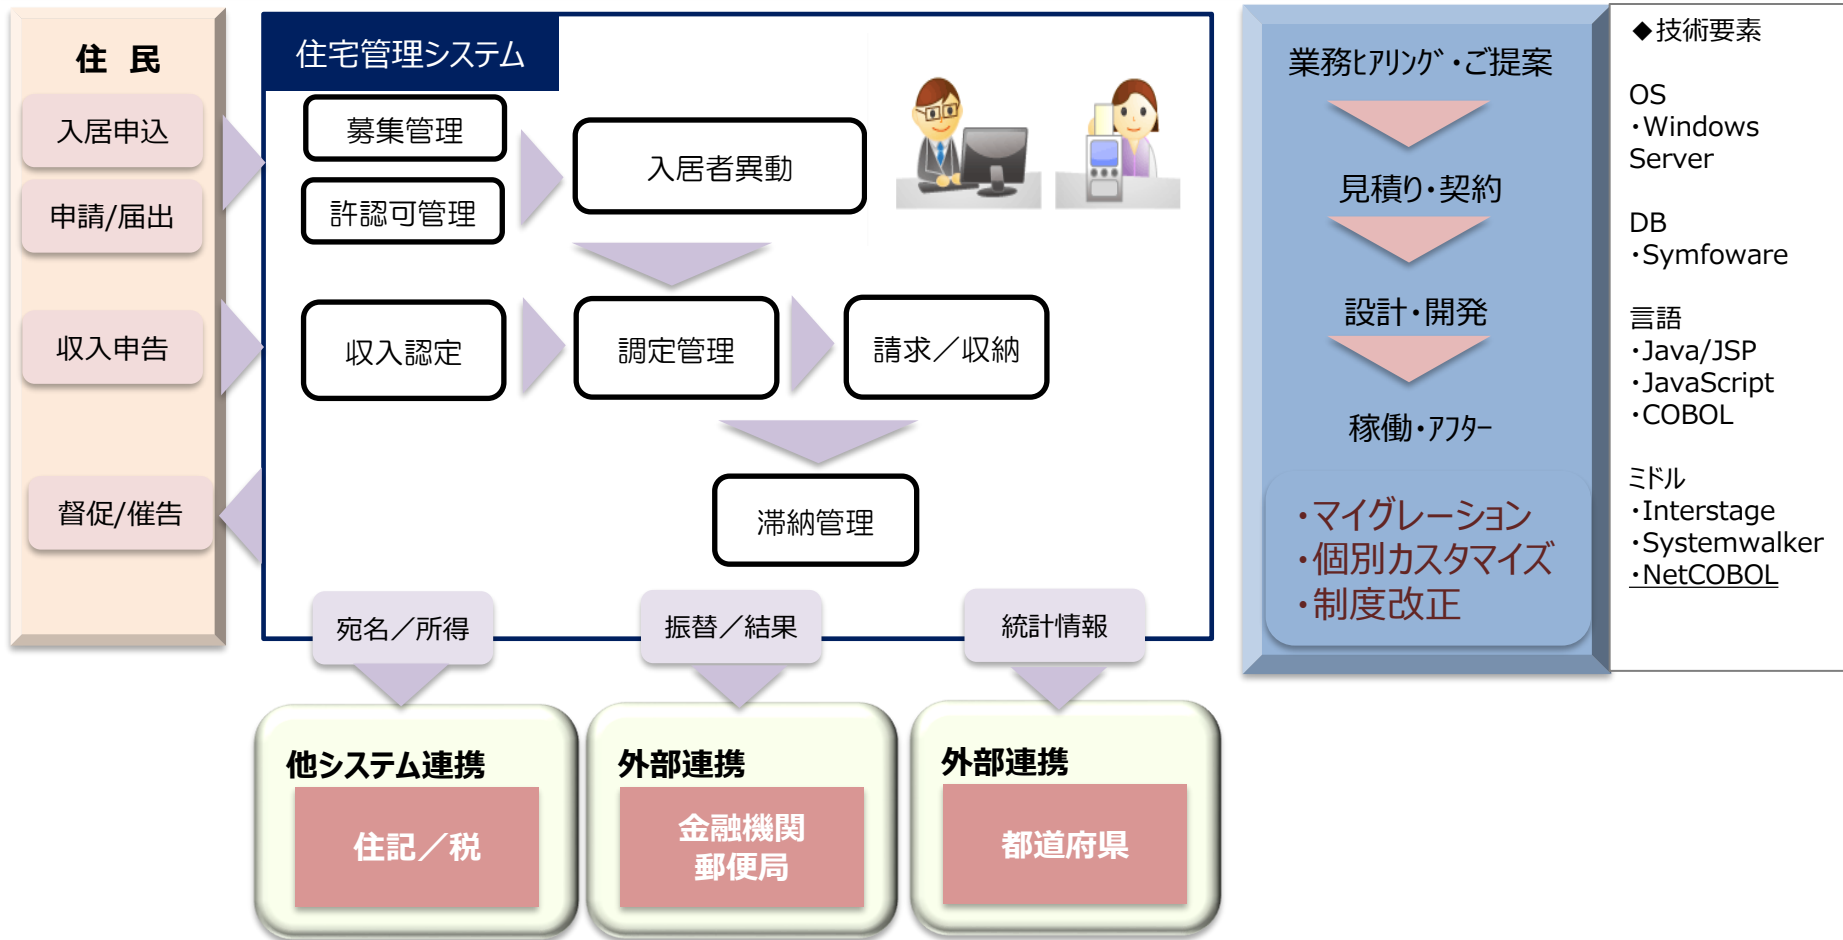 住 民
入居申込
申請/届出
収入申告
督促/催告
住宅管理システム
募集管理
許認可管理
入居者異動
収入認定
調定管理
請求／収納
滞納管理
宛名／所得
振替／結果
統計情報
他システム連携
住記／税
外部連携
金融機関
郵便局
外部連携
都道府県
業務ﾋｱﾘﾝｸﾞ・ご提案
見積り・契約
設計・開発
稼働・ｱﾌﾀｰ
・マイグレーション
・個別カスタマイズ
・制度改正
◆技術要素
OS
・Windows
Server
DB
・Symfoware
言語
・Java/JSP
・JavaScript
・COBOL
ﾐﾄﾞﾙ
・Interstage
・Systemwalker
・NetCOBOL